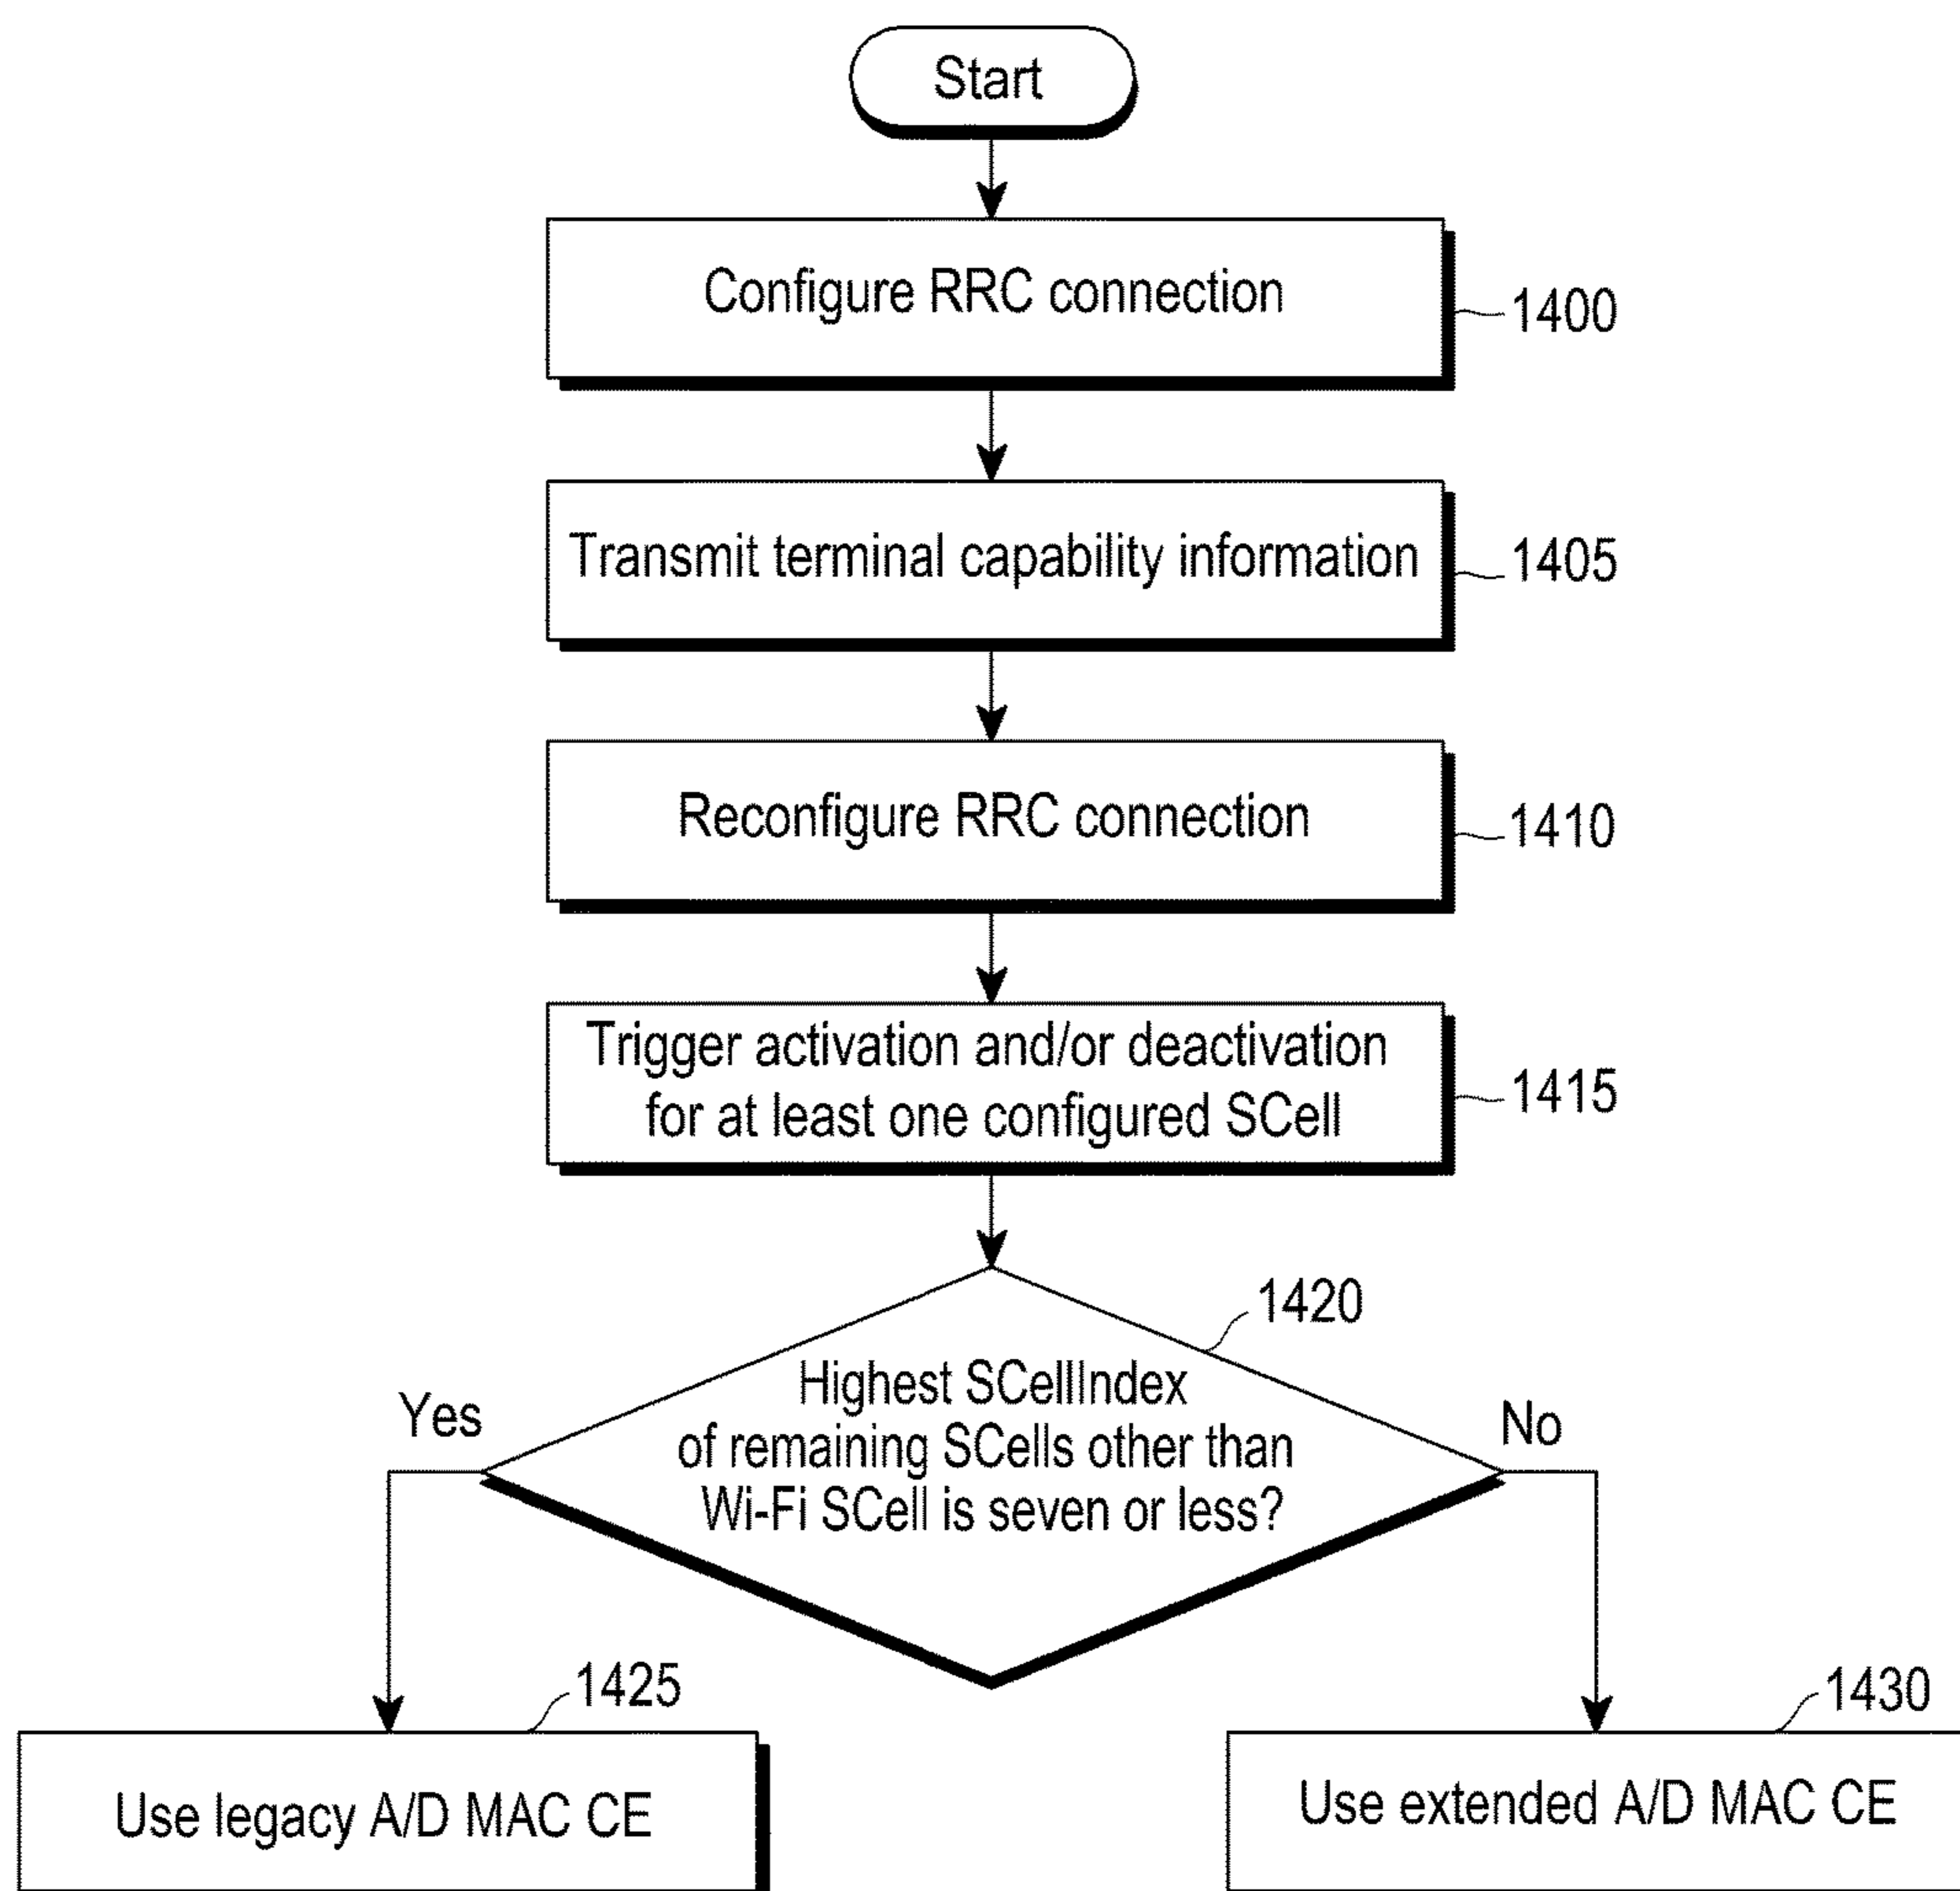 Start
Configure RRC connection
1400
Transmit terminal capability information
1405
Reconfigure RRC connection
1410
Trigger activation and/or deactivation
for at least one configured SCell
1415
1420
Highest SCellIndex
of remaining SCells other than
Wi-Fi SCell is seven or less?
Yes
No
1425
Use legacy A/D MAC CE
1430
Use extended A/D MAC CE